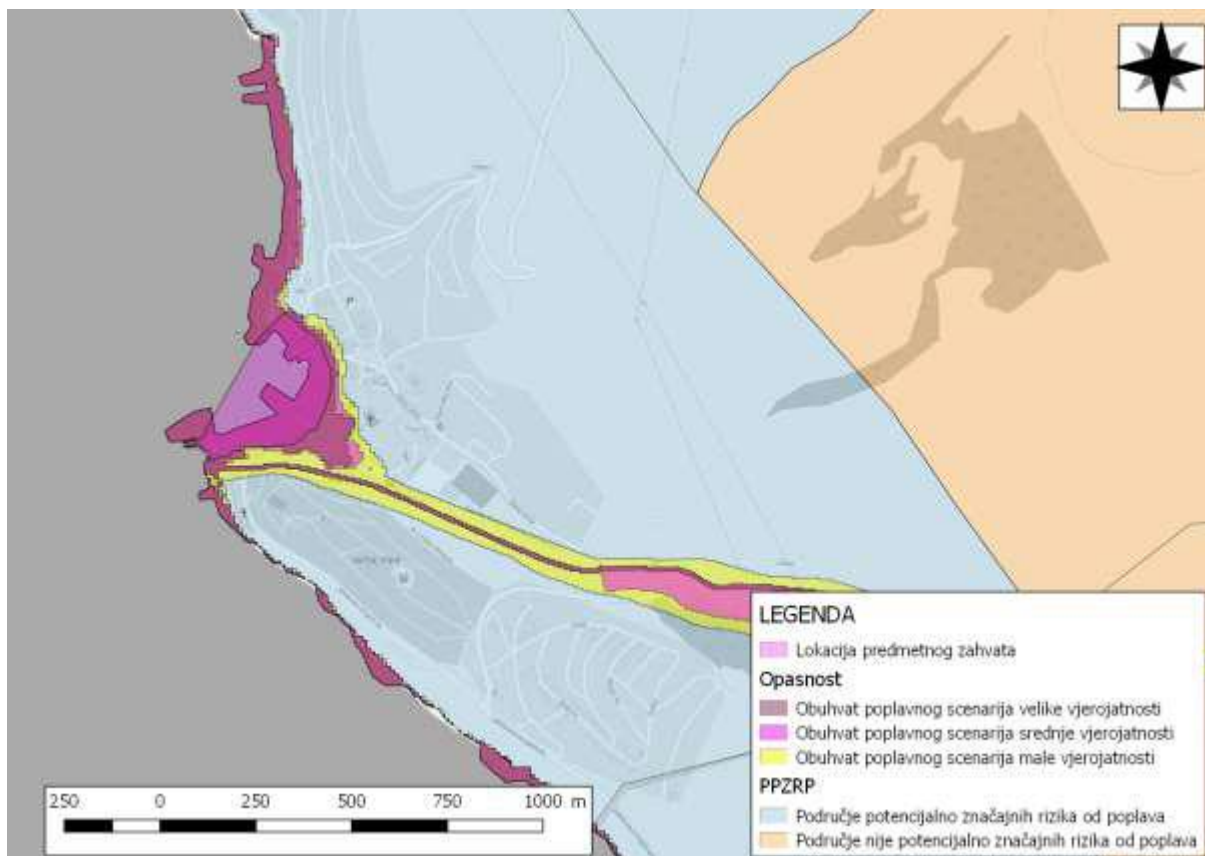 P
LEGENDA
Lokacija predmetnog zahvata
Opasnost
Obuhvat poplavnog scenarija velike vjerojatnosti
Obuhvat poplavnog scenarija srednje vjerojatnosti
Obuhvat poplavnog scenarija male vjerojatnosti
PPZRP
Područje potencijalno značajnih rizika od poplava
Područje nije potencijalno značajnih rizika od poplava
250 0 250 500 750 1000 m